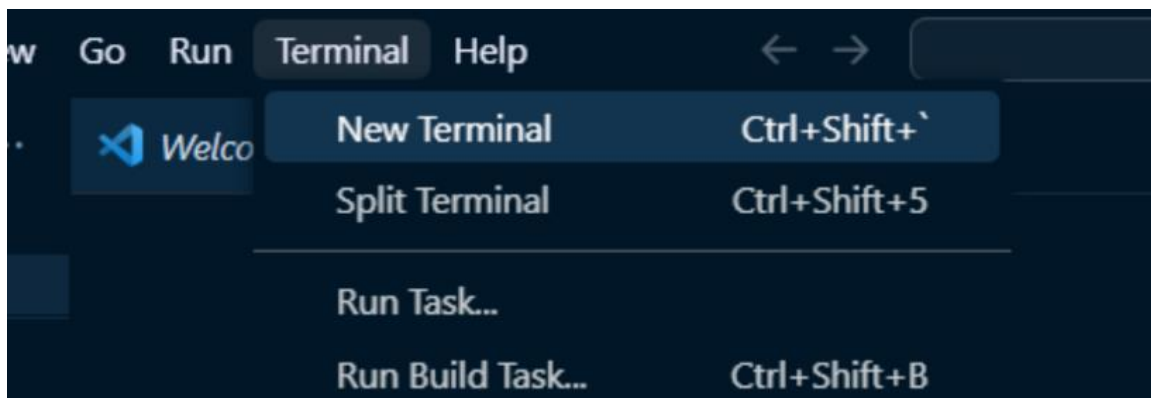 ew Go Run Terminal Help
Welco
New Terminal Ctrl+Shift+`
Split Terminal Ctrl+Shift+5
Run Task...
Run Build Task... Ctrl+Shift+B